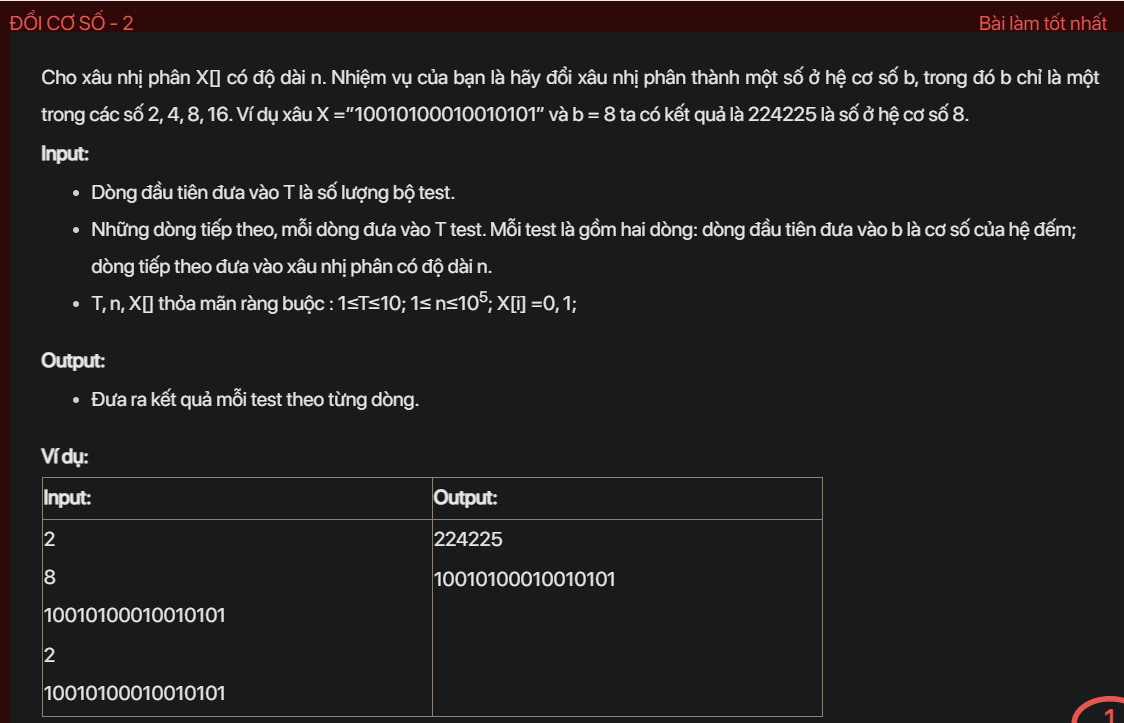 ĐỔI CƠ SỐ - 2
Bài làm tốt nhất
Cho xâu nhị phân X[] có độ dài n. Nhiệm vụ của bạn là hãy đổi xâu nhị phân thành một số ở hệ cơ số b, trong đó b chỉ là một
trong các số 2, 4, 8, 16. Ví dụ xâu X ="10010100010010101" và b = 8 ta có kết quả là 224225 là số ở hệ cơ số 8.
Input:
• Dòng đầu tiên đưa vào T là số lượng bộ test.
• Những dòng tiếp theo, mỗi dòng đưa vào T test. Mỗi test là gồm hai dòng: dòng đầu tiên đưa vào b là cơ số của hệ đếm;
dòng tiếp theo đưa vào xâu nhị phân có độ dài n.
• T, n, X[] thỏa mãn ràng buộc : 1≤T≤10; 1≤ n≤10⁵; X[i] =0, 1;
Output:
• Đưa ra kết quả mỗi test theo từng dòng.
Ví dụ:
Input:
Output:
2
224225
8
10010100010010101
10010100010010101
2
10010100010010101
1